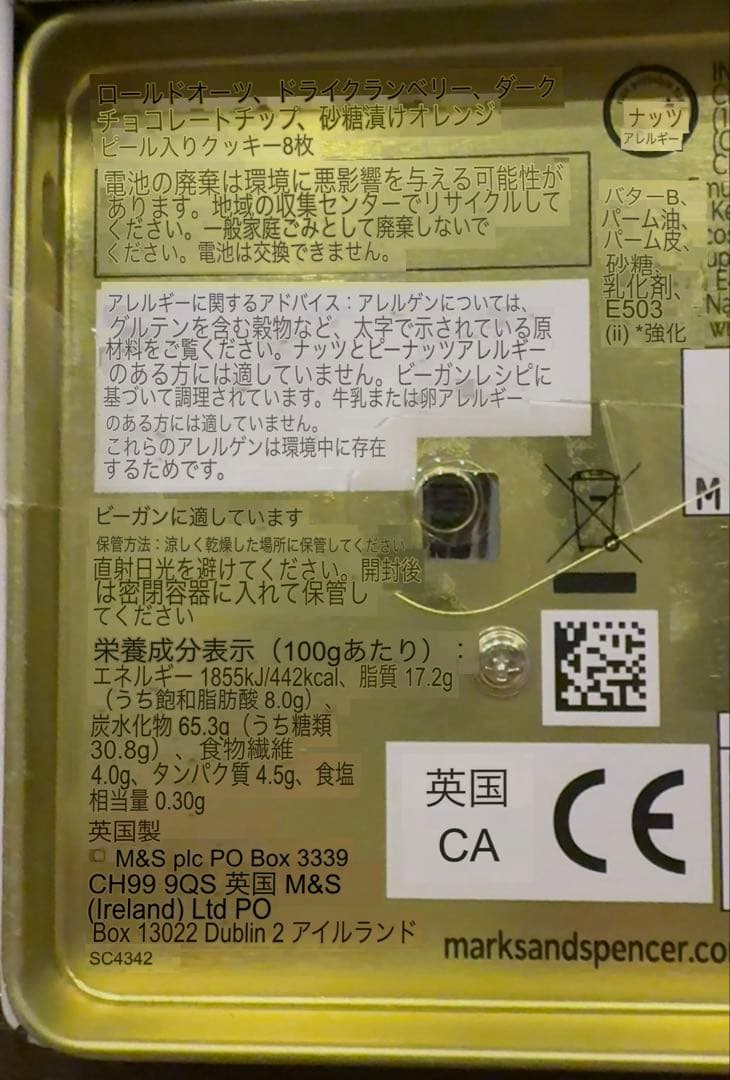 ロールドオーツ、ドライクランベリー、ダーク
チョコレートチップ、砂糖漬けオレンジ
ピール入りクッキー8枚
電池の廃棄は環境に悪影響を与える可能性が
あります。地域の収集センターでリサイクルして
ください。一般家庭ごみとして廃棄しないで
ください。電池は交換できません。
アレルギーに関するアドバイス：アレルゲンについては、
グルテンを含む穀物など、太字で示されている原
材料をご覧ください。ナッツとピーナッツアレルギー
のある方には適していません。ビーガンレシピに
基づいて調理されています。牛乳または卵アレルギー
のある方には適していません。
これらのアレルゲンは環境中に存在
するためです。
ビーガンに適しています
保管方法：涼しく乾燥した場所に保管してください
直射日光を避けてください。開封後
は密閉容器に入れて保管し
てください
栄養成分表示（100gあたり）：
エネルギー 1855kJ/442kcal、脂質 17.2g
（うち飽和脂肪酸 8.0g）、
炭水化物 65.3g（うち糖類
30.8g）、食物繊維
4.0g、タンパク質 4.5g、食塩
相当量 0.30g
英国製
M&S plc PO Box 3339
CH99 9QS 英国 M&S
(Ireland) Ltd PO
Box 13022 Dublin 2 アイルランド
SC4342
ナッツ
アレルギー
バターB、
パーム油、
パーム皮、
砂糖、
乳化剤、
E503
(ii) *強化
M
英国
CA
CE
marksandspencer.co